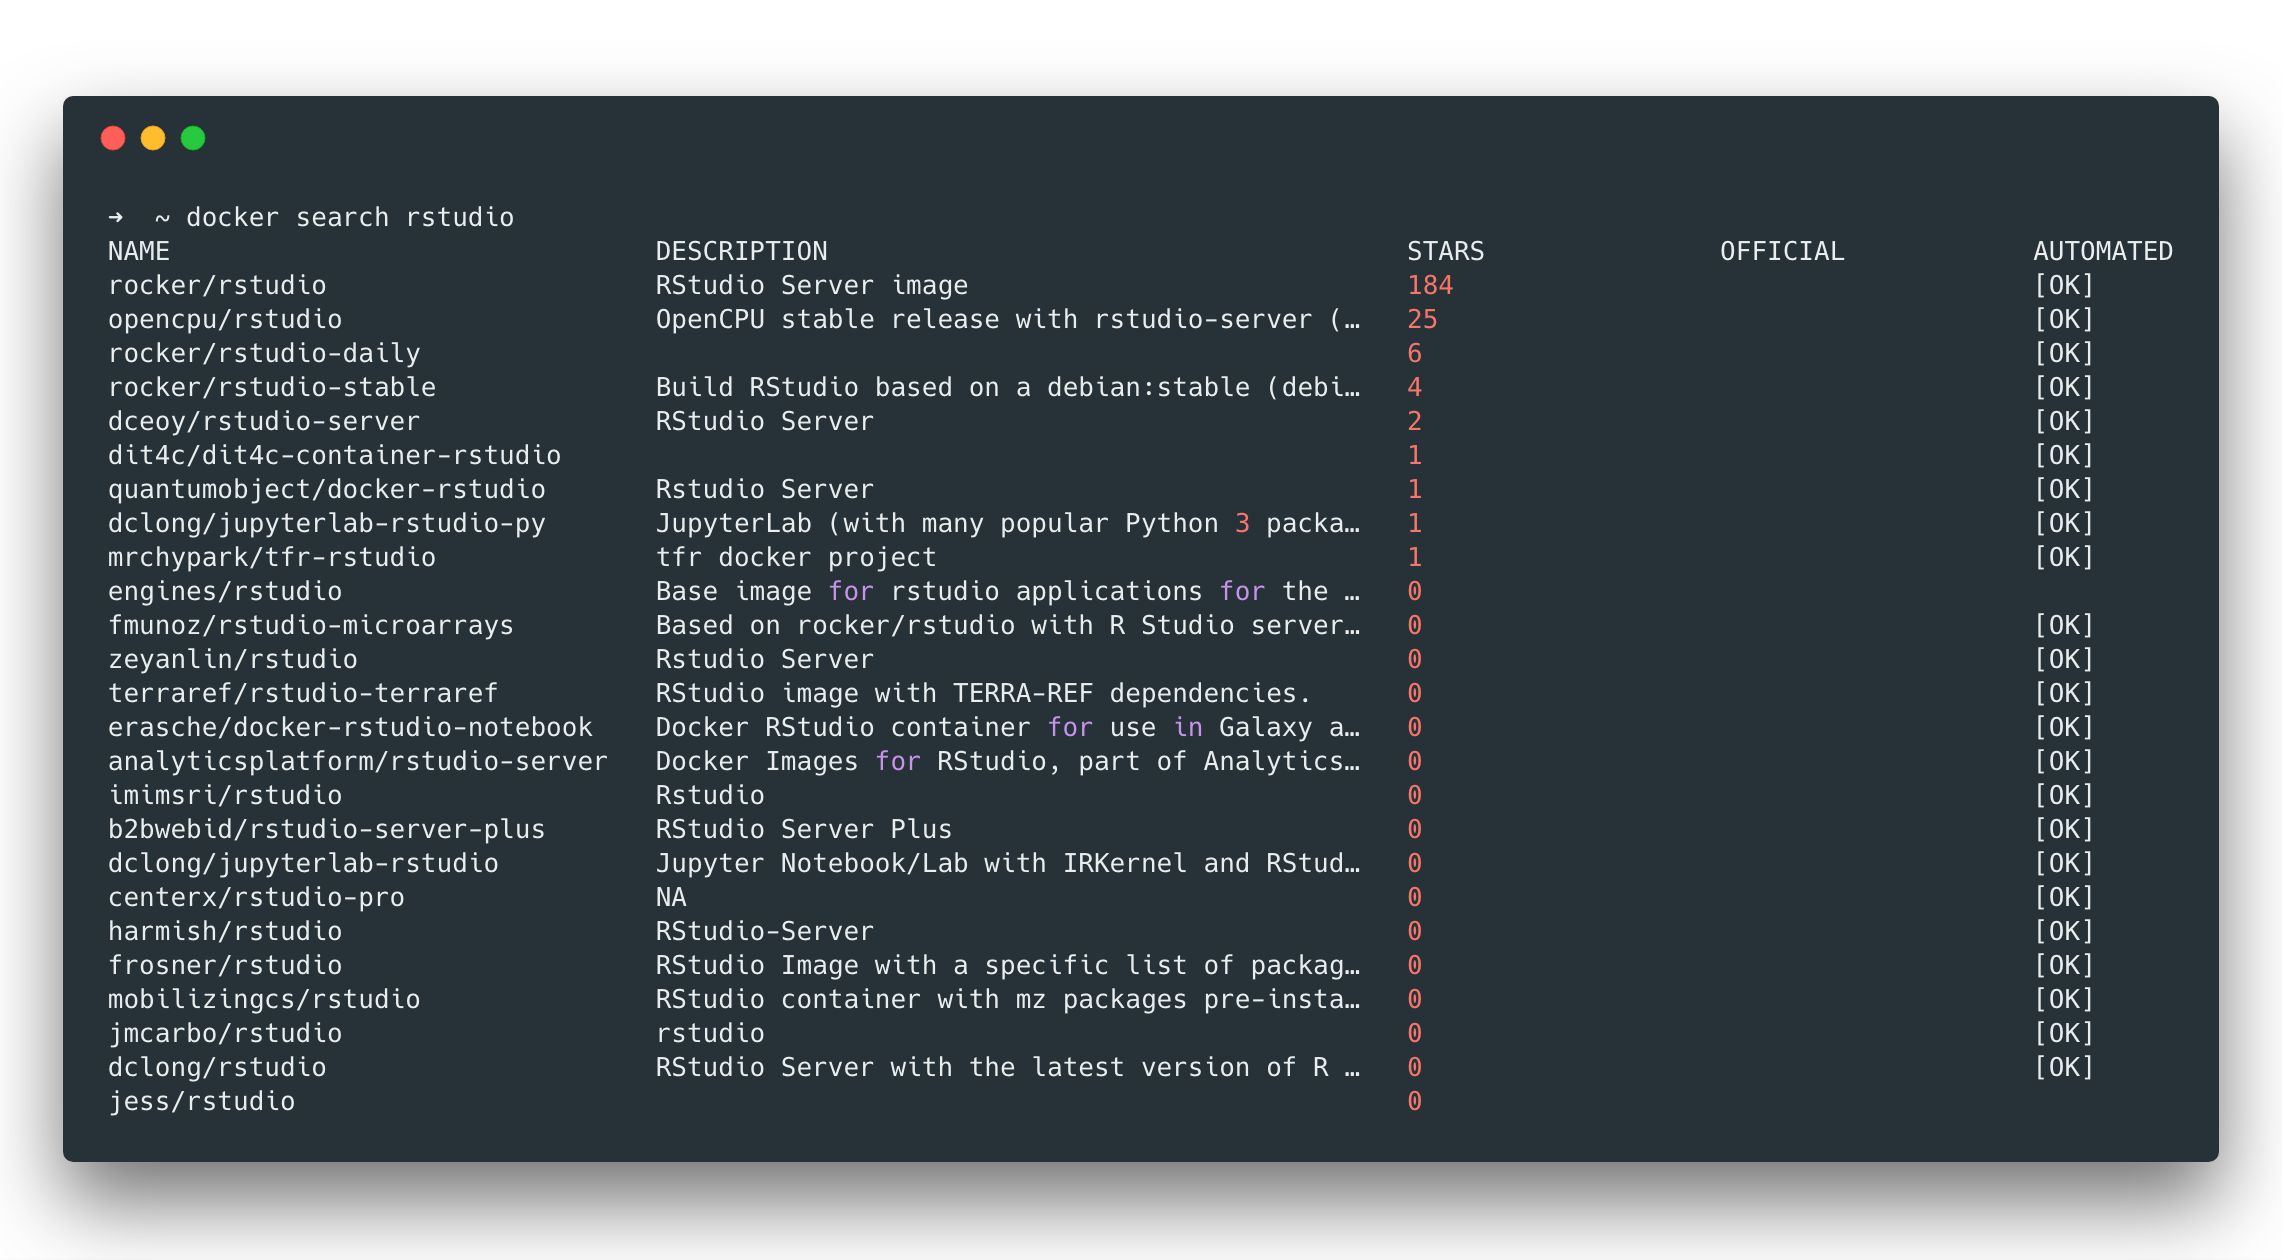 ➜  ~ docker search rstudio
NAME DESCRIPTION STARS OFFICIAL AUTOMATED
rocker/rstudio RStudio Server image 184 [OK]
opencpu/rstudio OpenCPU stable release with rstudio-server (… 25 [OK]
rocker/rstudio-daily 6 [OK]
rocker/rstudio-stable Build RStudio based on a debian:stable (debi… 4 [OK]
dceoy/rstudio-server RStudio Server 2 [OK]
dit4c/dit4c-container-rstudio 1 [OK]
quantumobject/docker-rstudio Rstudio Server 1 [OK]
dclong/jupyterlab-rstudio-py JupyterLab (with many popular Python 3 packa… 1 [OK]
mrchypark/tfr-rstudio tfr docker project 1 [OK]
engines/rstudio Base image for rstudio applications for the … 0
fmunoz/rstudio-microarrays Based on rocker/rstudio with R Studio server… 0 [OK]
zeyanlin/rstudio Rstudio Server 0 [OK]
terraref/rstudio-terraref RStudio image with TERRA-REF dependencies. 0 [OK]
erasche/docker-rstudio-notebook Docker RStudio container for use in Galaxy a… 0 [OK]
analyticsplatform/rstudio-server Docker Images for RStudio, part of Analytics… 0 [OK]
imimsri/rstudio Rstudio 0 [OK]
b2bwebid/rstudio-server-plus RStudio Server Plus 0 [OK]
dclong/jupyterlab-rstudio Jupyter Notebook/Lab with IRKernel and RStud… 0 [OK]
centerx/rstudio-pro NA 0 [OK]
harmish/rstudio RStudio-Server 0 [OK]
frosner/rstudio RStudio Image with a specific list of packag… 0 [OK]
mobilizingcs/rstudio RStudio container with mz packages pre-insta… 0 [OK]
jmcarbo/rstudio rstudio 0 [OK]
dclong/rstudio RStudio Server with the latest version of R … 0 [OK]
jess/rstudio 0